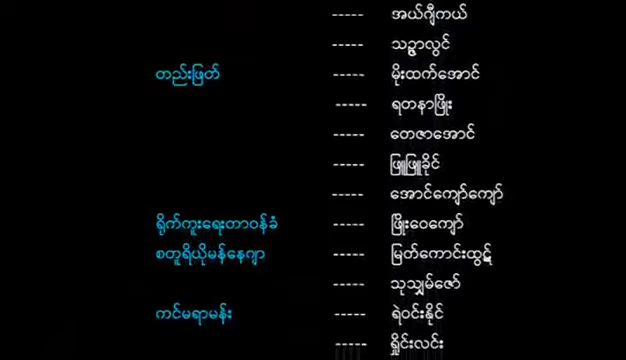 ----- အယ်ဂျီကယ်
----- သဥ္ဇာလွင်
တည်းဖြတ် ----- မိုးထက်အောင်
----- ရတနာဖြိုး
----- တေဇာအောင်
----- ဖြူဖြူခိုင်
----- အောင်ကျော်ကျော်
ရိုက်ကူးရေးတာဝန်ခံ ----- ဖြိုးဝေကျော်
စတူရီယိုမန်နေဂျာ ----- မြတ်ကောင်းထွဋ်
----- သုသျှမ်ဇော်
ကင်မရာမန်း ----- ရဲဝင်းနိုင်
----- ရှိုင်းလင်း